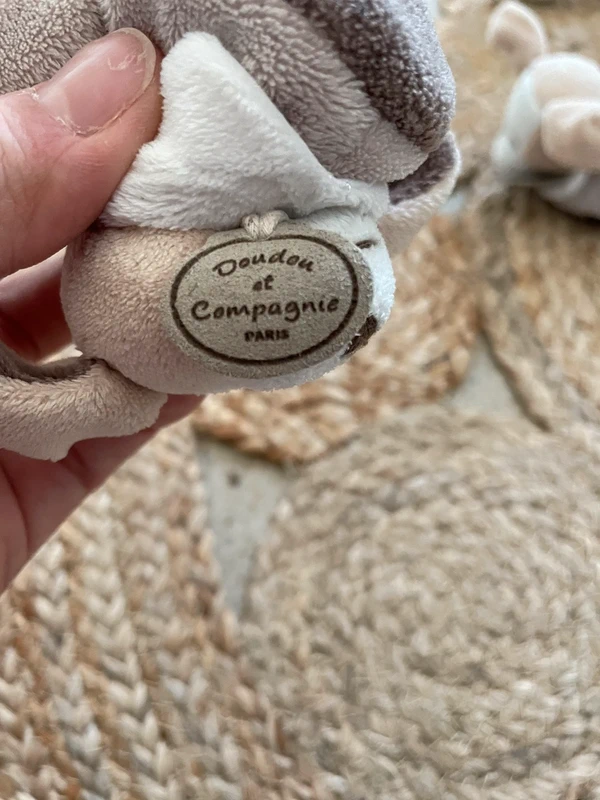 Doudou
et
Compagnie
PARIS